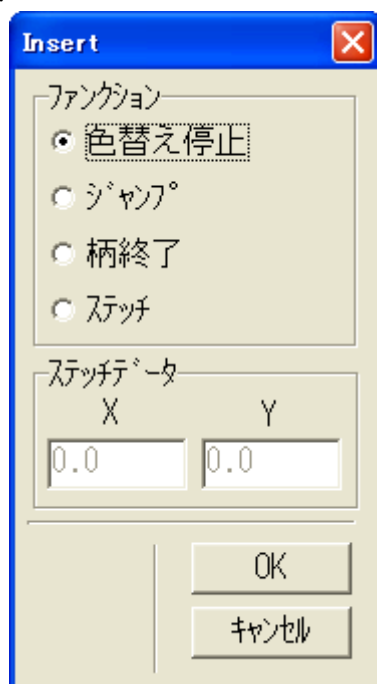 Insert
ﾌｧﾝｸｼｮﾝ
色替え停止
ｼﾞｬﾝﾌﾟ
柄終了
ｽﾃｯﾁ
ｽﾃｯﾁﾃﾞｰﾀ
X Y
0.0 0.0
OK
ｷｬﾝｾﾙ